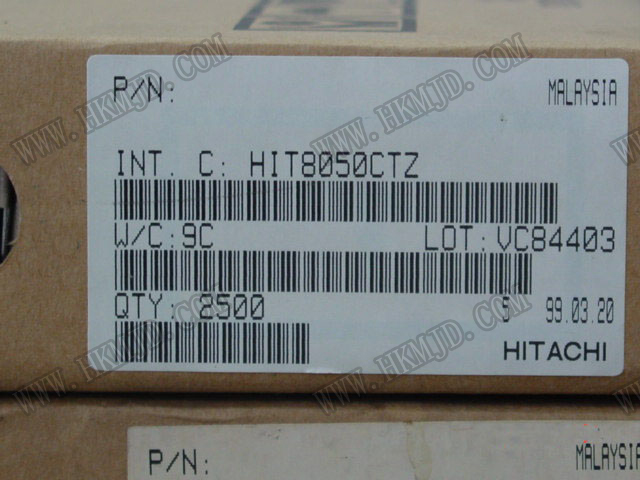 P/N: MALAYSIA
INT. C: HIT8050CTZ
W/C:9C LOT:VC84403
QTY: 2500 5 99.03.20
HITACHI
P/N: MALAYSIA
WWW.HKMJD.COM
WWW.HKMJD.COM
WWW.HKMJD.COM
WWW.HKMJD.COM